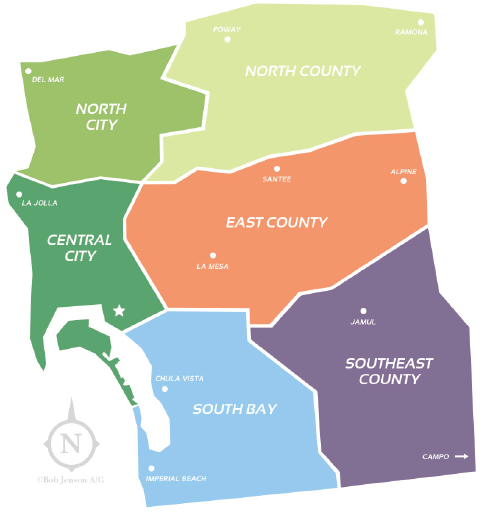 POWAY
RAMONA
NORTH COUNTY
DEL MAR
NORTH
CITY
SANTEE
ALPINE
LA JOLLA
EAST COUNTY
CENTRAL
CITY
LA MESA
JAMUL
SOUTHEAST
COUNTY
CHULA VISTA
SOUTH BAY
N
CAMPO
IMPERIAL BEACH
©Bob Jenson A/G